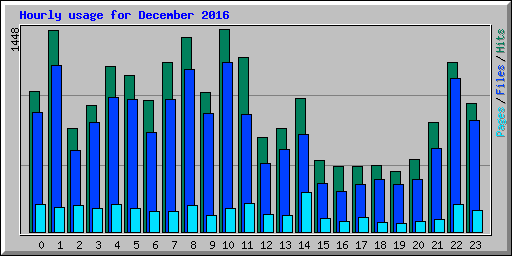 Hourly usage for December 2016
1448
Pages/Files/Hits
0 1 2 3 4 5 6 7 8 9 10 11 12 13 14 15 16 17 18 19 20 21 22 23